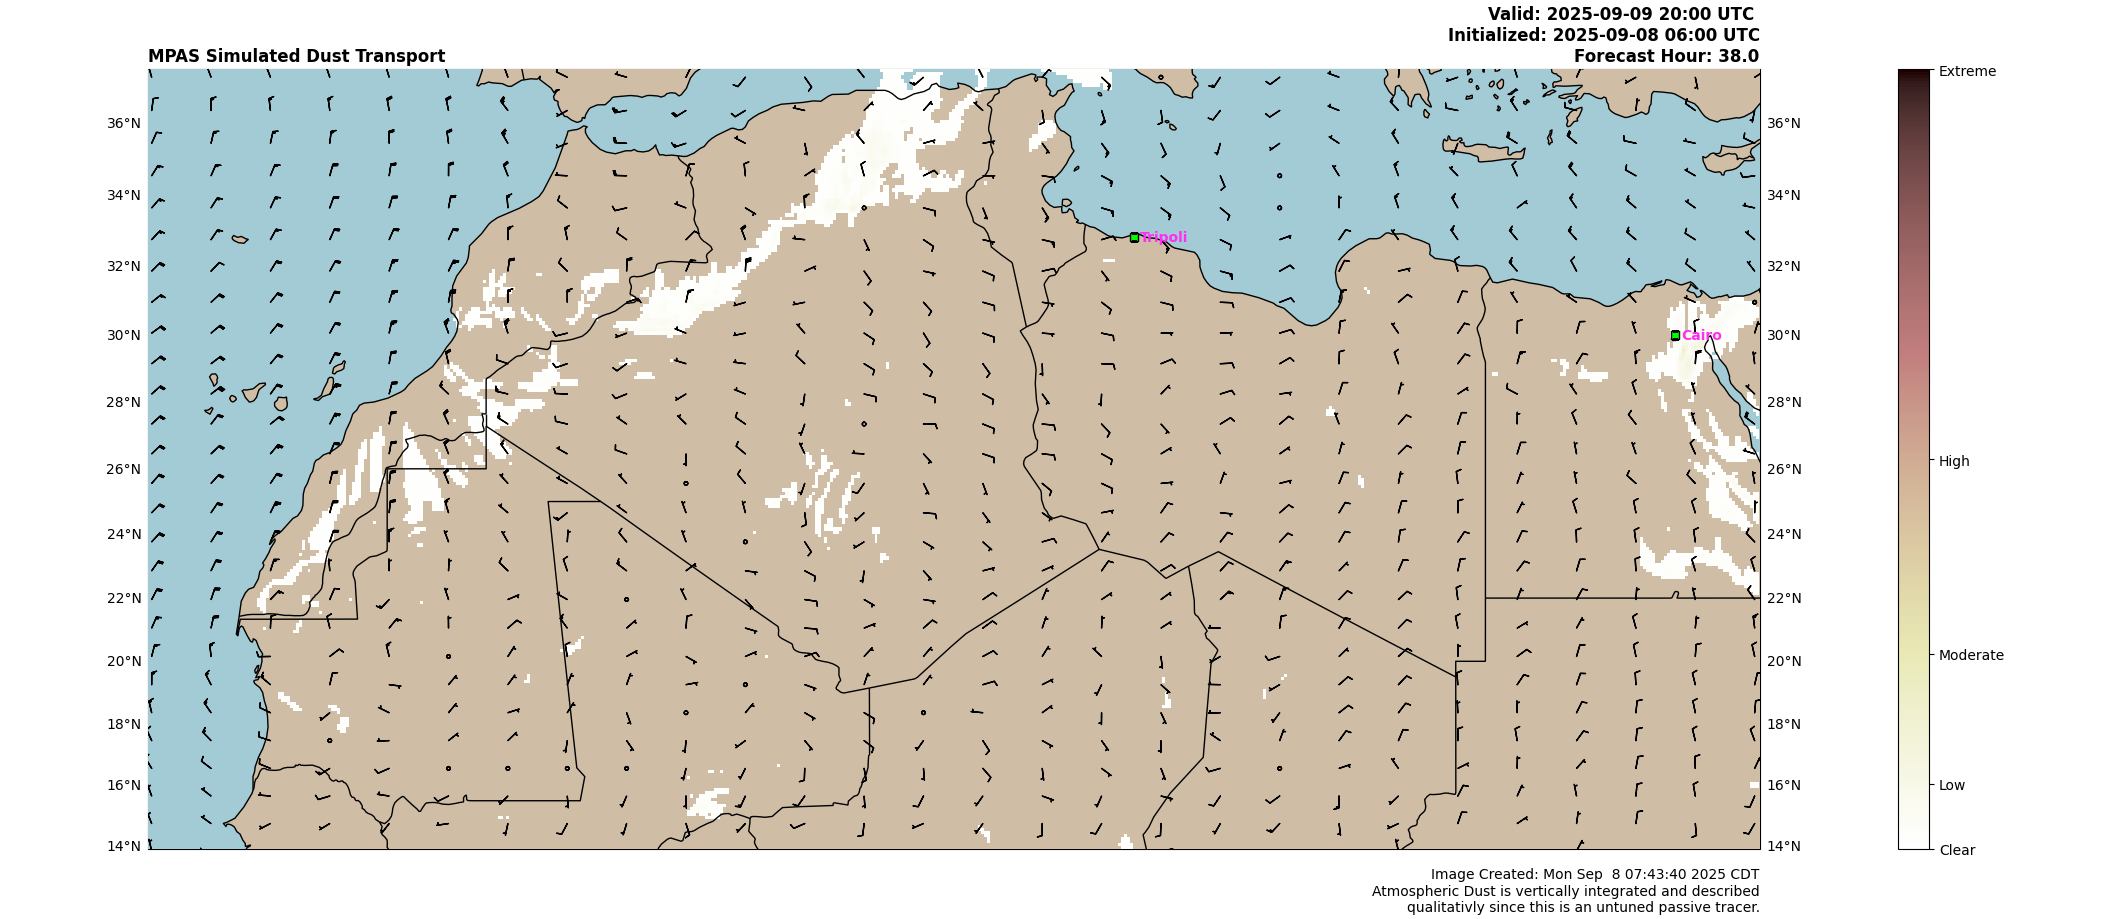 Valid: 2025-09-09 20:00 UTC
Initialized: 2025-09-08 06:00 UTC
MPAS Simulated Dust Transport Forecast Hour: 38.0
Extreme
36°N 36°N
34°N 34°N
Tripoli
32°N 32°N
30°N Cairo 30°N
28°N 28°N
26°N 26°N High
24°N 24°N
22°N 22°N
20°N 20°N Moderate
18°N 18°N
16°N 16°N Low
14°N 14°N Clear
Image Created: Mon Sep  8 07:43:40 2025 CDT
Atmospheric Dust is vertically integrated and described
qualitativly since this is an untuned passive tracer.